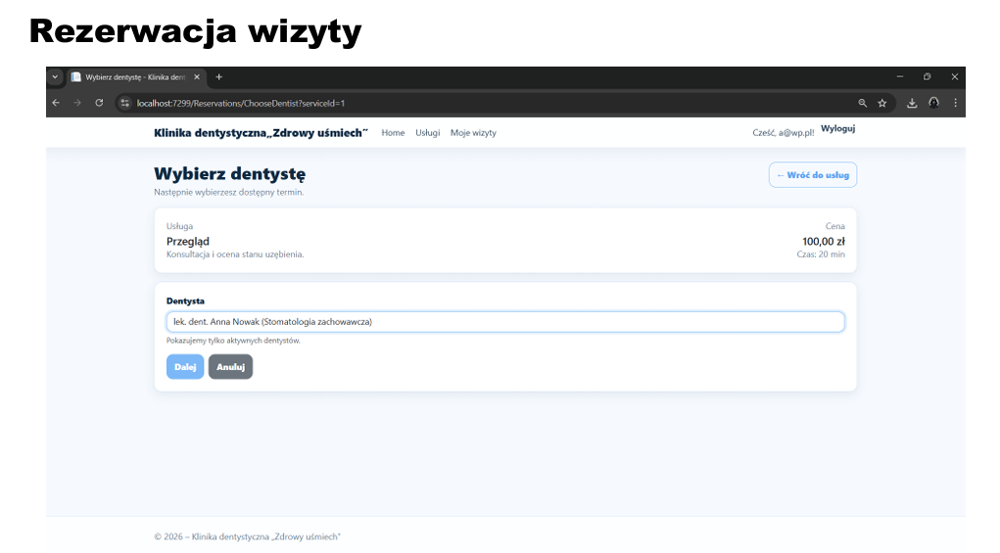 Rezerwacja wizyty
Wybierz dentystę – Klinika dent
localhost:7299/Reservations/ChooseDentist?serviceId=1
Klinika dentystyczna„Zdrowy uśmiech” Home Usługi Moje wizyty Cześć, a@wp.pl! Wyloguj
Wybierz dentystę
← Wróć do usług
Następnie wybierzesz dostępny termin.
Usługa Cena
Przegląd 100,00 zł
Konsultacja i ocena stanu uzębienia. Czas: 20 min
Dentysta
lek. dent. Anna Nowak (Stomatologia zachowawcza)
Pokazujemy tylko aktywnych dentystów.
Dalej Anuluj
© 2026 – Klinika dentystyczna „Zdrowy uśmiech”